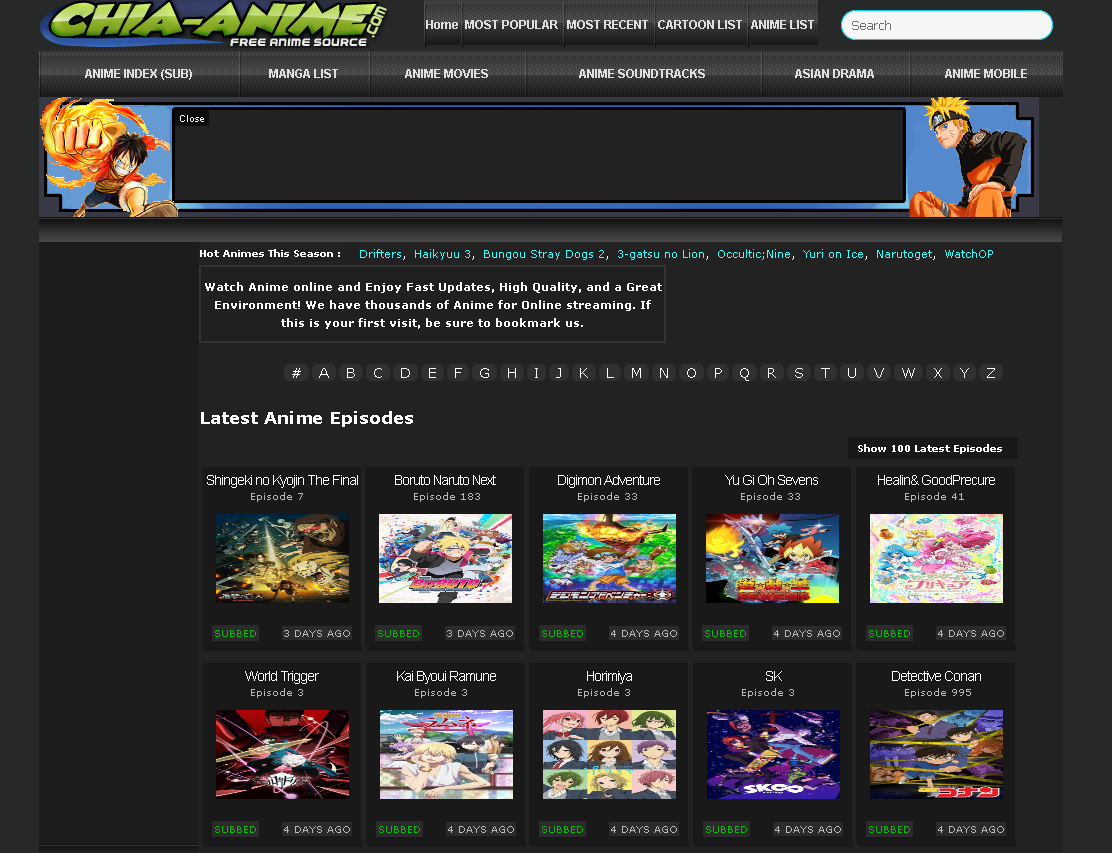 CHIA-ANIME.com
FREE ANIME SOURCE
Home MOST POPULAR MOST RECENT CARTOON LIST ANIME LIST
Search
ANIME INDEX (SUB) MANGA LIST ANIME MOVIES ANIME SOUNDTRACKS ASIAN DRAMA ANIME MOBILE
Close
Hot Animes This Season : Drifters, Haikyuu 3, Bungou Stray Dogs 2, 3-gatsu no Lion, Occultic;Nine, Yuri on Ice, Narutoget, WatchOP
Watch Anime online and Enjoy Fast Updates, High Quality, and a Great
Environment! We have thousands of Anime for Online streaming. If
this is your first visit, be sure to bookmark us.
# A B C D E F G H I J K L M N O P Q R S T U V W X Y Z
Latest Anime Episodes
Show 100 Latest Episodes
Shingeki no Kyojin The Final Boruto Naruto Next Digimon Adventure Yu Gi Oh Sevens Healin& GoodPrecure
Episode 7 Episode 183 Episode 33 Episode 33 Episode 41
SUBBED 3 DAYS AGO SUBBED 3 DAYS AGO SUBBED 4 DAYS AGO SUBBED 4 DAYS AGO SUBBED 4 DAYS AGO
World Trigger Kai Byoui Ramune Horimiya SK Detective Conan
Episode 3 Episode 3 Episode 3 Episode 3 Episode 995
SUBBED 4 DAYS AGO SUBBED 4 DAYS AGO SUBBED 4 DAYS AGO SUBBED 4 DAYS AGO SUBBED 4 DAYS AGO